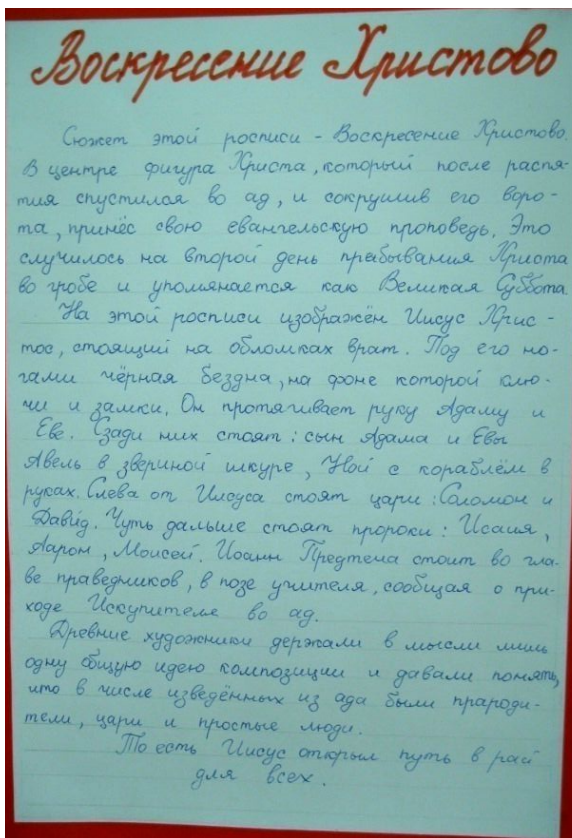 Воскресение Христово
Сюжет этой росписи - Воскресение Христово.
В центре фигура Христа, который после распя-
тия спустился во ад, и сокрушив его воро-
та, принёс свою евангельскую проповедь. Это
случилось на второй день пребывания Христа
во гробе и упомянается как Великая Суббота
На этой росписи изображён Иисус Хрис-
тос, стоящий на обломках врат. Под его но-
гами чёрная бездна, на фоне которой клю-
чи и замки. Он протягивает руку Адаму и
Еве. Сзади них стоят: сын Адама и Евы
Авель в звериной шкуре, Ной с кораблём в
руках. Слева от Иисуса стоят цари: Соломон и
Давид. Чуть дальше стоят пророки: Исаия,
Аарон, Моисей. Иоанн Предтеча стоит во гла-
ве праведников, в позе учителя, сообщая о при-
ходе Искупителя во ад.
Древние художники держали в мысли лишь
одну общую идею композиции и давали понять,
что в числе изведённых из ада были прароди-
тели, цари и простые люди.
То есть Иисус открыл путь в рай
для всех.